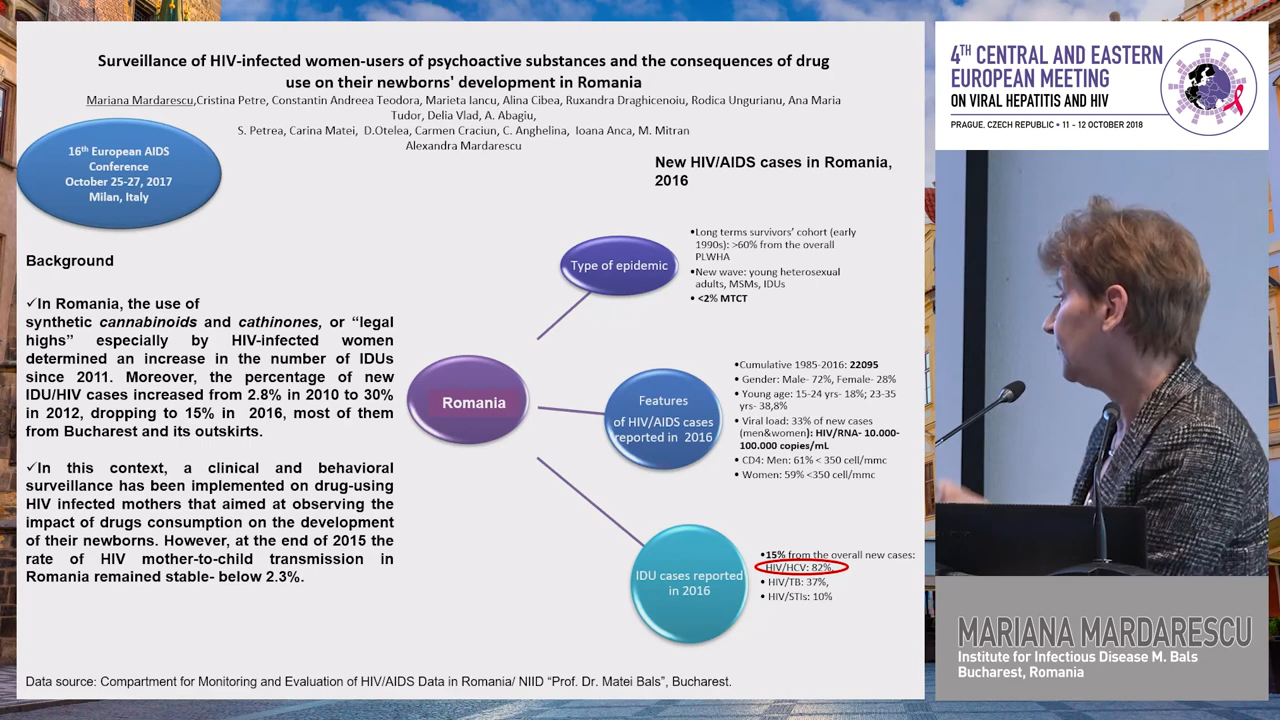 Surveillance of HIV-infected women-users of psychoactive substances and the consequences of drug
use on their newborns' development in Romania
Mariana Mardarescu,Cristina Petre, Constantin Andreea Teodora, Marieta Iancu, Alina Cibea, Ruxandra Draghicenoiu, Rodica Ungurianu, Ana Maria
Tudor, Delia Vlad, A. Abagiu,
S. Petrea, Carina Matei, D.Otelea, Carmen Craciun, C. Anghelina, Ioana Anca, M. Mitran
Alexandra Mardarescu
16th European AIDS
Conference
October 25-27, 2017
Milan, Italy
New HIV/AIDS cases in Romania,
2016
Background
✓In Romania, the use of
synthetic cannabinoids and cathinones, or “legal
highs” especially by HIV-infected women
determined an increase in the number of IDUs
since 2011. Moreover, the percentage of new
IDU/HIV cases increased from 2.8% in 2010 to 30%
in 2012, dropping to 15% in 2016, most of them
from Bucharest and its outskirts.
✓In this context, a clinical and behavioral
surveillance has been implemented on drug-using
HIV infected mothers that aimed at observing the
impact of drugs consumption on the development
of their newborns. However, at the end of 2015 the
rate of HIV mother-to-child transmission in
Romania remained stable- below 2.3%.
Romania
Type of epidemic
•Long terms survivors’ cohort (early
1990s): >60% from the overall
PLWHA
•New wave: young heterosexual
adults, MSMs, IDUs
• <2% MTCT
Features
of HIV/AIDS cases
reported in 2016
•Cumulative 1985-2016: 22095
• Gender: Male- 72%, Female- 28%
• Young age: 15-24 yrs- 18%; 23-35
yrs- 38,8%
• Viral load: 33% of new cases
(men&women): HIV/RNA- 10.000-
100.000 copies/mL
• CD4: Men: 61% < 350 cell/mmc
• Women: 59% <350 cell/mmc
IDU cases reported
in 2016
•15% from the overall new cases:
HIV/HCV: 82%,
• HIV/TB: 37%,
• HIV/STIs: 10%
Data source: Compartment for Monitoring and Evaluation of HIV/AIDS Data in Romania/ NIID “Prof. Dr. Matei Bals”, Bucharest.
4TH CENTRAL AND EASTERN
EUROPEAN MEETING
ON VIRAL HEPATITIS AND HIV
PRAGUE, CZECH REPUBLIC • 11 - 12 OCTOBER 2018
MARIANA MARDARESCU
Institute for Infectious Disease M. Bals
Bucharest, Romania